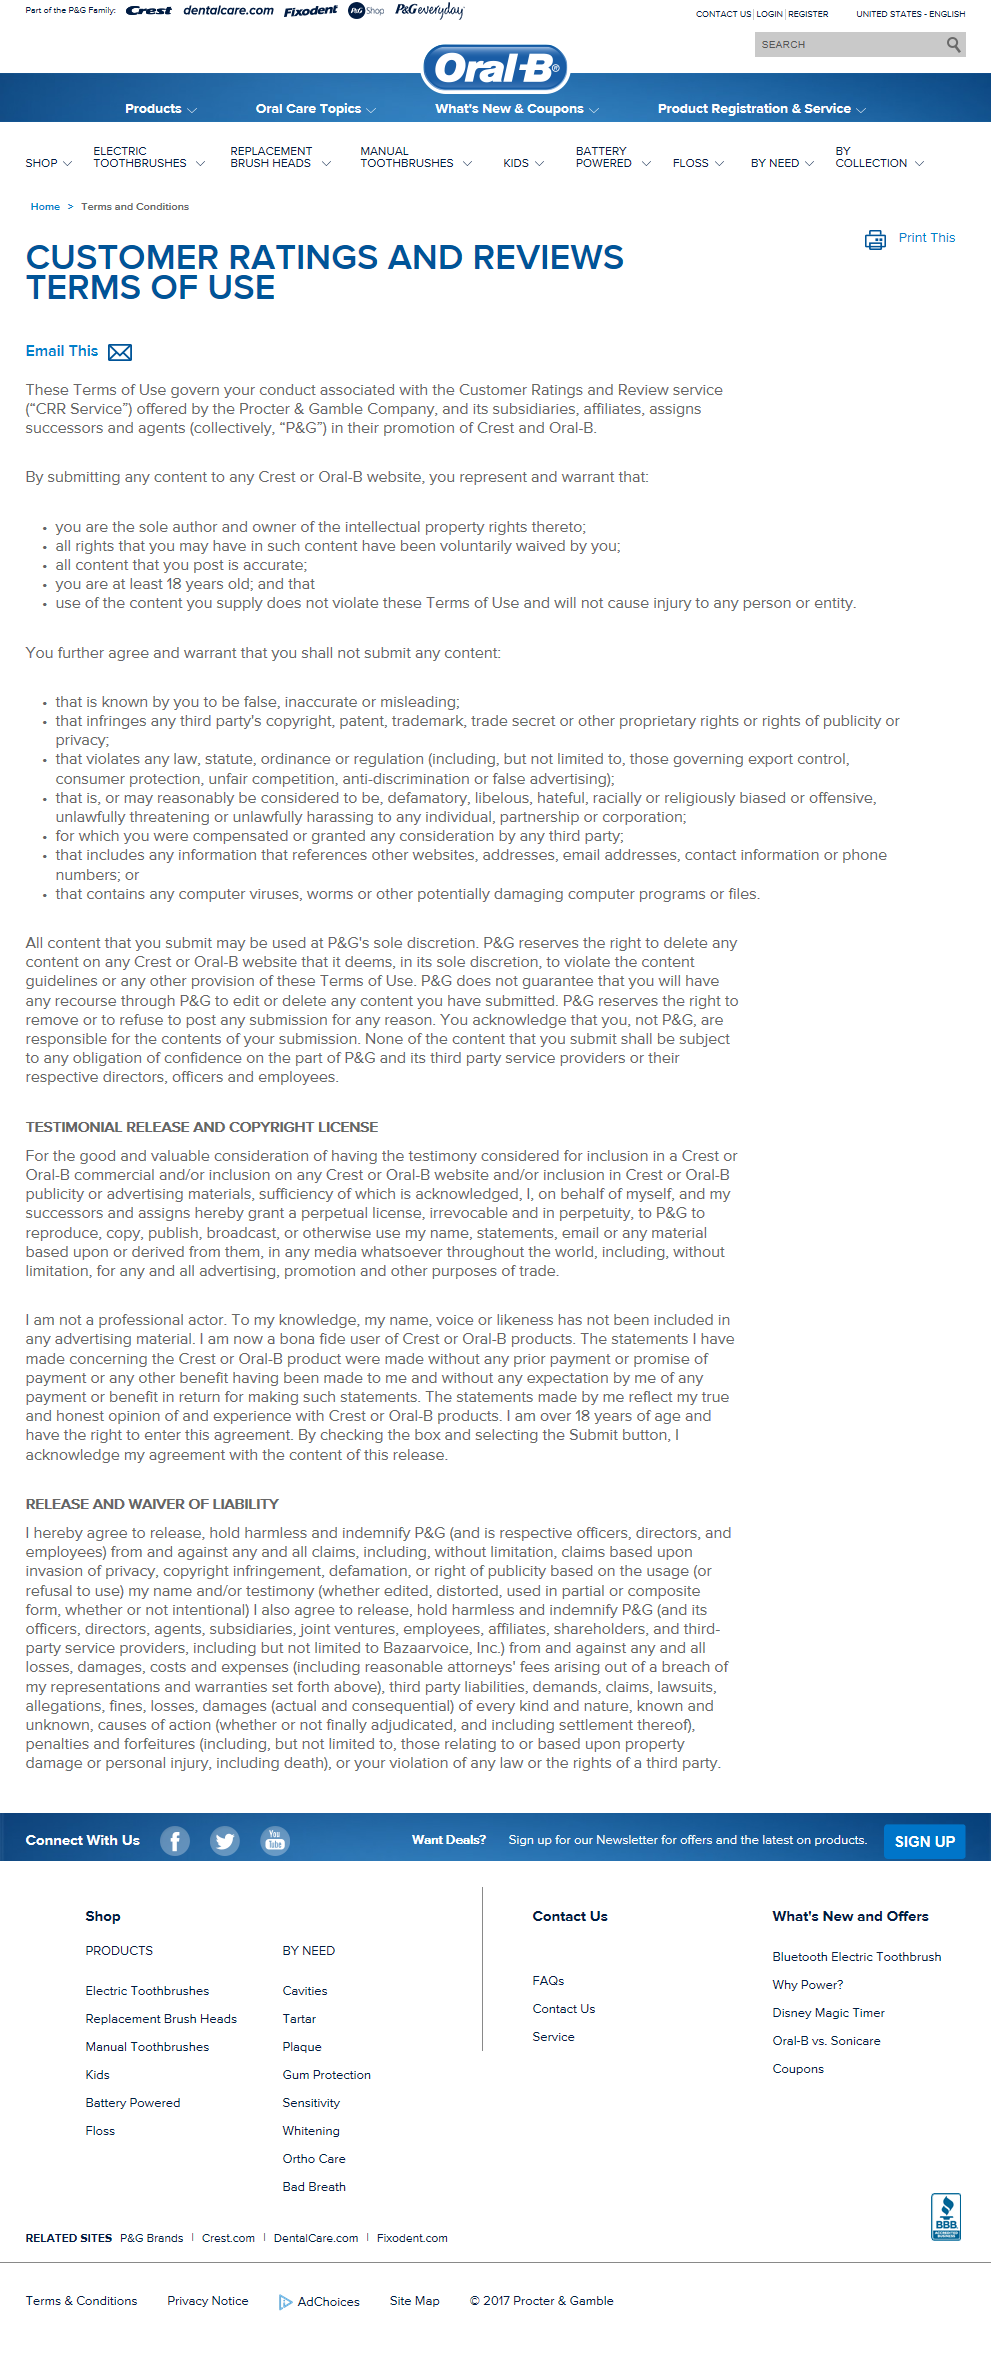 Part of the P&G Family: Crest dentalcare.com Fixodent P&G Shop P&G everyday
CONTACT US | LOGIN | REGISTER UNITED STATES - ENGLISH
SEARCH
Oral-B®
Products Oral Care Topics What's New & Coupons Product Registration & Service
SHOP ELECTRIC TOOTHBRUSHES REPLACEMENT BRUSH HEADS MANUAL TOOTHBRUSHES KIDS BATTERY POWERED FLOSS BY NEED BY COLLECTION
Home > Terms and Conditions
Print This
CUSTOMER RATINGS AND REVIEWS
TERMS OF USE
Email This
These Terms of Use govern your conduct associated with the Customer Ratings and Review service
(“CRR Service”) offered by the Procter & Gamble Company, and its subsidiaries, affiliates, assigns
successors and agents (collectively, “P&G”) in their promotion of Crest and Oral-B.
By submitting any content to any Crest or Oral-B website, you represent and warrant that:
• you are the sole author and owner of the intellectual property rights thereto;
• all rights that you may have in such content have been voluntarily waived by you;
• all content that you post is accurate;
• you are at least 18 years old; and that
• use of the content you supply does not violate these Terms of Use and will not cause injury to any person or entity.
You further agree and warrant that you shall not submit any content:
• that is known by you to be false, inaccurate or misleading;
• that infringes any third party's copyright, patent, trademark, trade secret or other proprietary rights or rights of publicity or
privacy;
• that violates any law, statute, ordinance or regulation (including, but not limited to, those governing export control,
consumer protection, unfair competition, anti-discrimination or false advertising);
• that is, or may reasonably be considered to be, defamatory, libelous, hateful, racially or religiously biased or offensive,
unlawfully threatening or unlawfully harassing to any individual, partnership or corporation;
• for which you were compensated or granted any consideration by any third party;
• that includes any information that references other websites, addresses, email addresses, contact information or phone
numbers; or
• that contains any computer viruses, worms or other potentially damaging computer programs or files.
All content that you submit may be used at P&G's sole discretion. P&G reserves the right to delete any
content on any Crest or Oral-B website that it deems, in its sole discretion, to violate the content
guidelines or any other provision of these Terms of Use. P&G does not guarantee that you will have
any recourse through P&G to edit or delete any content you have submitted. P&G reserves the right to
remove or to refuse to post any submission for any reason. You acknowledge that you, not P&G, are
responsible for the contents of your submission. None of the content that you submit shall be subject
to any obligation of confidence on the part of P&G and its third party service providers or their
respective directors, officers and employees.
TESTIMONIAL RELEASE AND COPYRIGHT LICENSE
For the good and valuable consideration of having the testimony considered for inclusion in a Crest or
Oral-B commercial and/or inclusion on any Crest or Oral-B website and/or inclusion in Crest or Oral-B
publicity or advertising materials, sufficiency of which is acknowledged, I, on behalf of myself, and my
successors and assigns hereby grant a perpetual license, irrevocable and in perpetuity, to P&G to
reproduce, copy, publish, broadcast, or otherwise use my name, statements, email or any material
based upon or derived from them, in any media whatsoever throughout the world, including, without
limitation, for any and all advertising, promotion and other purposes of trade.
I am not a professional actor. To my knowledge, my name, voice or likeness has not been included in
any advertising material. I am now a bona fide user of Crest or Oral-B products. The statements I have
made concerning the Crest or Oral-B product were made without any prior payment or promise of
payment or any other benefit having been made to me and without any expectation by me of any
payment or benefit in return for making such statements. The statements made by me reflect my true
and honest opinion of and experience with Crest or Oral-B products. I am over 18 years of age and
have the right to enter this agreement. By checking the box and selecting the Submit button, I
acknowledge my agreement with the content of this release.
RELEASE AND WAIVER OF LIABILITY
I hereby agree to release, hold harmless and indemnify P&G (and is respective officers, directors, and
employees) from and against any and all claims, including, without limitation, claims based upon
invasion of privacy, copyright infringement, defamation, or right of publicity based on the usage (or
refusal to use) my name and/or testimony (whether edited, distorted, used in partial or composite
form, whether or not intentional) I also agree to release, hold harmless and indemnify P&G (and its
officers, directors, agents, subsidiaries, joint ventures, employees, affiliates, shareholders, and third-
party service providers, including but not limited to Bazaarvoice, Inc.) from and against any and all
losses, damages, costs and expenses (including reasonable attorneys' fees arising out of a breach of
my representations and warranties set forth above), third party liabilities, demands, claims, lawsuits,
allegations, fines, losses, damages (actual and consequential) of every kind and nature, known and
unknown, causes of action (whether or not finally adjudicated, and including settlement thereof),
penalties and forfeitures (including, but not limited to, those relating to or based upon property
damage or personal injury, including death), or your violation of any law or the rights of a third party.
Connect With Us f You Tube Want Deals? Sign up for our Newsletter for offers and the latest on products. SIGN UP
Shop
PRODUCTS
Electric Toothbrushes
Replacement Brush Heads
Manual Toothbrushes
Kids
Battery Powered
Floss
BY NEED
Cavities
Tartar
Plaque
Gum Protection
Sensitivity
Whitening
Ortho Care
Bad Breath
Contact Us
FAQs
Contact Us
Service
What's New and Offers
Bluetooth Electric Toothbrush
Why Power?
Disney Magic Timer
Oral-B vs. Sonicare
Coupons
BBB
ACCREDITED
BUSINESS
RELATED SITES P&G Brands | Crest.com | DentalCare.com | Fixodent.com
Terms & Conditions Privacy Notice AdChoices Site Map © 2017 Procter & Gamble